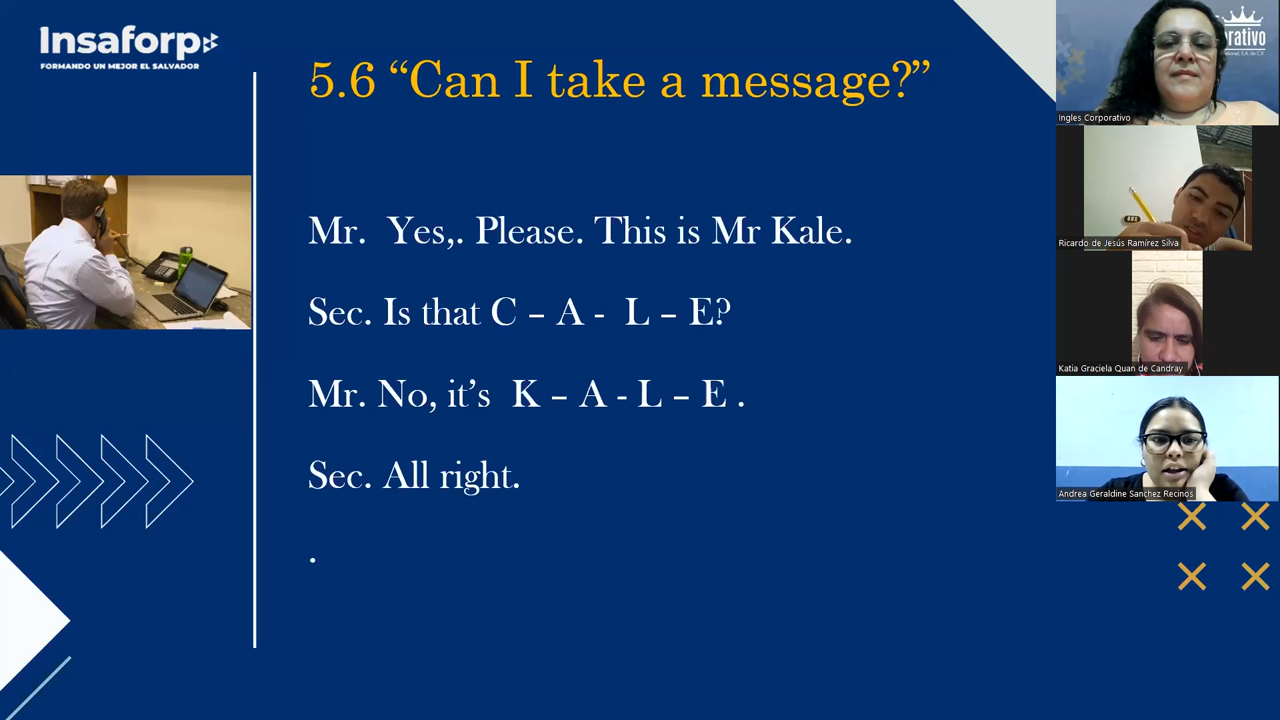 Insaforp
FORMANDO UN MEJOR EL SALVADOR
5.6 “Can I take a message?”
Mr.  Yes,. Please. This is Mr Kale.
Sec. Is that C – A -  L – E?
Mr. No, it’s  K – A - L – E .
Sec. All right.
.
Ingles Corporativo
Ricardo de Jesús Ramírez Silva
Katia Graciela Quan de Candray
Andrea Geraldine Sanchez Recinos